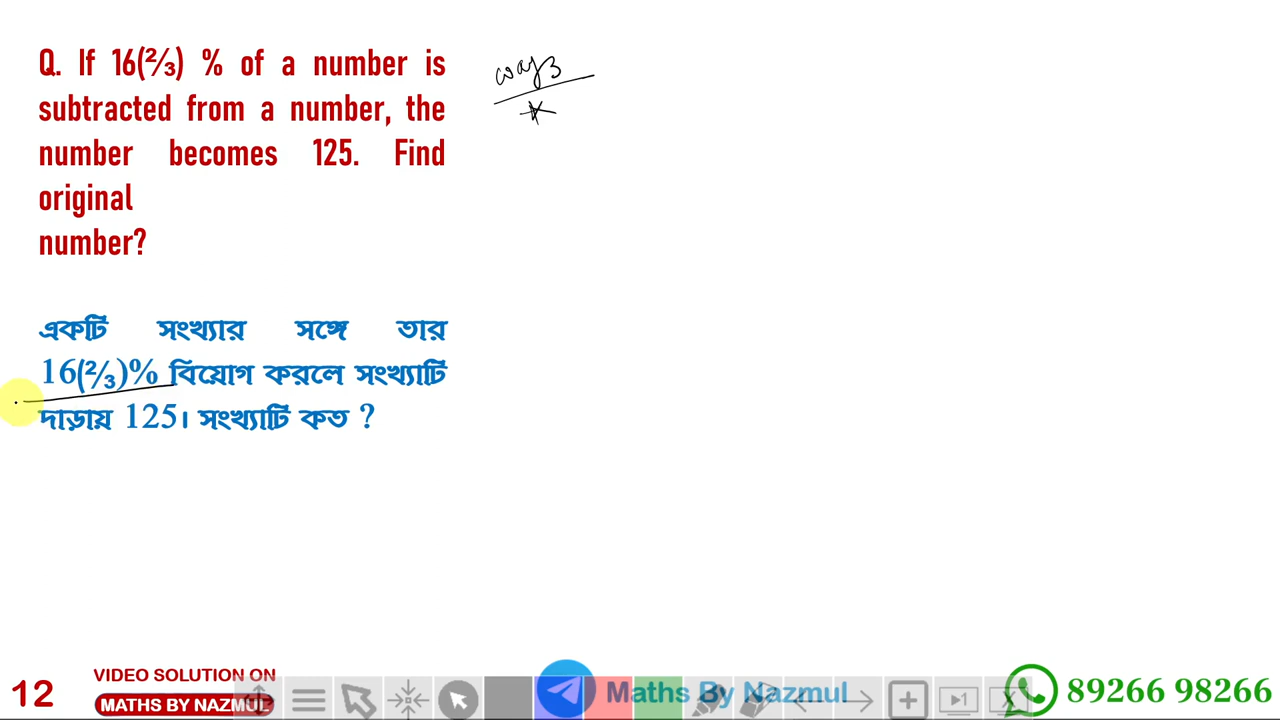 Q. If 16(⅔) % of a number is
subtracted from a number, the
number becomes 125. Find
original
number?
ways
একটি সংখ্যার সঙ্গে তার
16(⅔)% বিয়োগ করলে সংখ্যাটি
দাড়ায় 125। সংখ্যাটি কত ?
12
VIDEO SOLUTION ON
MATHS BY NAZMUL
Maths By Nazmul
89266 98266